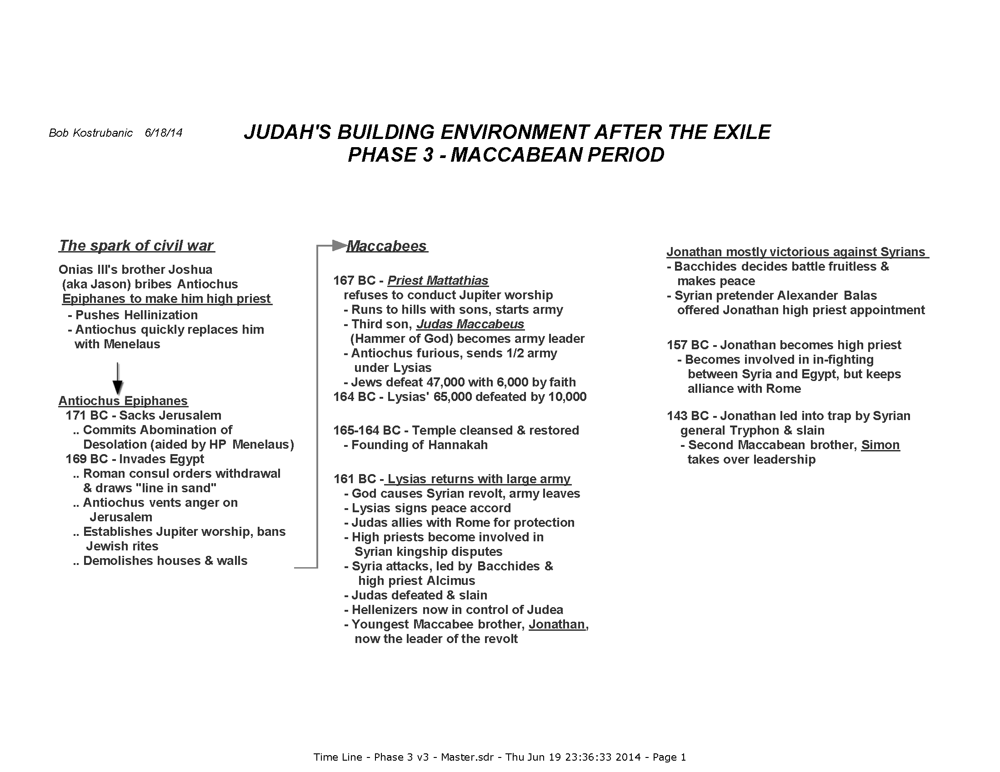 Bob Kostrubanic 6/18/14
JUDAH'S BUILDING ENVIRONMENT AFTER THE EXILE
PHASE 3 - MACCABEAN PERIOD
The spark of civil war
Onias III's brother Joshua
(aka Jason) bribes Antiochus
Epiphanes to make him high priest
- Pushes Hellinization
- Antiochus quickly replaces him
with Menelaus
Antiochus Epiphanes
171 BC - Sacks Jerusalem
.. Commits Abomination of
Desolation (aided by HP Menelaus)
169 BC - Invades Egypt
.. Roman consul orders withdrawal
& draws "line in sand"
.. Antiochus vents anger on
Jerusalem
.. Establishes Jupiter worship, bans
Jewish rites
.. Demolishes houses & walls
Maccabees
167 BC - Priest Mattathias
refuses to conduct Jupiter worship
- Runs to hills with sons, starts army
- Third son, Judas Maccabeus
(Hammer of God) becomes army leader
- Antiochus furious, sends 1/2 army
under Lysias
- Jews defeat 47,000 with 6,000 by faith
164 BC - Lysias' 65,000 defeated by 10,000
165-164 BC - Temple cleansed & restored
- Founding of Hannakah
161 BC - Lysias returns with large army
- God causes Syrian revolt, army leaves
- Lysias signs peace accord
- Judas allies with Rome for protection
- High priests become involved in
Syrian kingship disputes
- Syria attacks, led by Bacchides &
high priest Alcimus
- Judas defeated & slain
- Hellenizers now in control of Judea
- Youngest Maccabee brother, Jonathan,
now the leader of the revolt
Jonathan mostly victorious against Syrians
- Bacchides decides battle fruitless &
makes peace
- Syrian pretender Alexander Balas
offered Jonathan high priest appointment
157 BC - Jonathan becomes high priest
- Becomes involved in in-fighting
between Syria and Egypt, but keeps
alliance with Rome
143 BC - Jonathan led into trap by Syrian
general Tryphon & slain
- Second Maccabean brother, Simon
takes over leadership
Time Line - Phase 3 v3 - Master.sdr - Thu Jun 19 23:36:33 2014 - Page 1